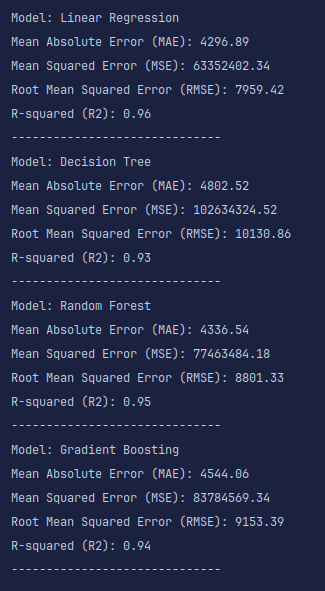 Model: Linear Regression
Mean Absolute Error (MAE): 4296.89
Mean Squared Error (MSE): 63352402.34
Root Mean Squared Error (RMSE): 7959.42
R-squared (R2): 0.96
------------------------------
Model: Decision Tree
Mean Absolute Error (MAE): 4802.52
Mean Squared Error (MSE): 102634324.52
Root Mean Squared Error (RMSE): 10130.86
R-squared (R2): 0.93
------------------------------
Model: Random Forest
Mean Absolute Error (MAE): 4336.54
Mean Squared Error (MSE): 77463484.18
Root Mean Squared Error (RMSE): 8801.33
R-squared (R2): 0.95
------------------------------
Model: Gradient Boosting
Mean Absolute Error (MAE): 4544.06
Mean Squared Error (MSE): 83784569.34
Root Mean Squared Error (RMSE): 9153.39
R-squared (R2): 0.94
------------------------------